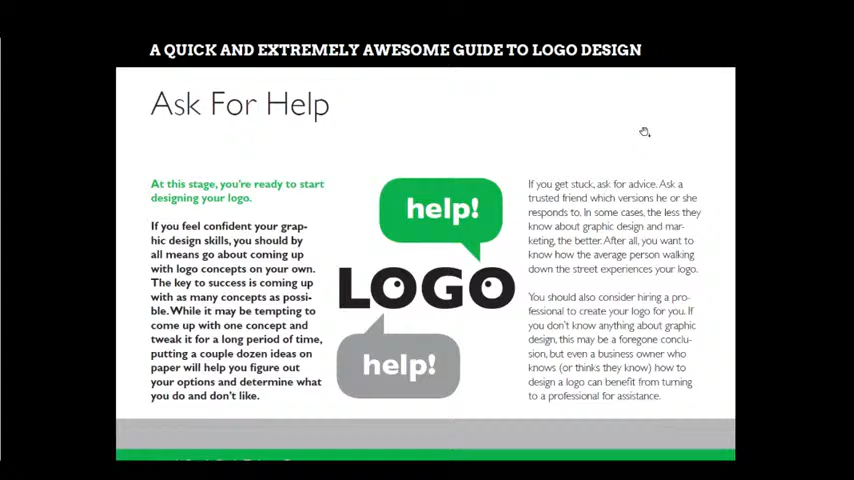 A QUICK AND EXTREMELY AWESOME GUIDE TO LOGO DESIGN
Ask For Help
At this stage, you're ready to start
designing your logo.
If you feel confident your grap-
hic design skills, you should by
all means go about coming up
with logo concepts on your own.
The key to success is coming up
with as many concepts as possi-
ble. While it may be tempting to
come up with one concept and
tweak it for a long period of time,
putting a couple dozen ideas on
paper will help you figure out
your options and determine what
you do and don't like.
help!
LOGO
help!
If you get stuck, ask for advice. Ask a
trusted friend which versions he or she
responds to. In some cases, the less they
know about graphic design and mar-
keting, the better. After all, you want to
know how the average person walking
down the street experiences your logo.
You should also consider hiring a pro-
fessional to create your logo for you. If
you don't know anything about graphic
design, this may be a foregone conclu-
sion, but even a business owner who
knows (or thinks they know) how to
design a logo can benefit from turning
to a professional for assistance.